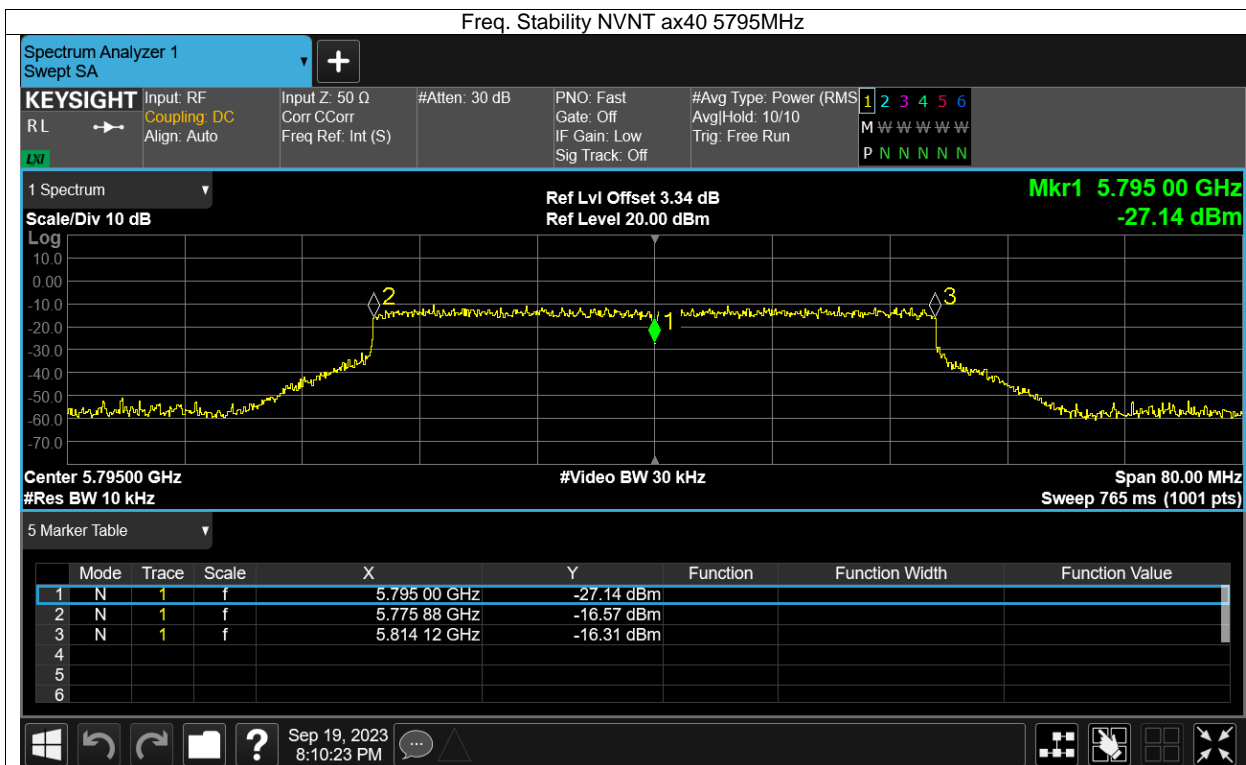 Freq. Stability NVNT ax40 5795MHz
Spectrum Analyzer 1
Swept SA
+
KEYSIGHT Input: RF Input Z: 50 Ω #Atten: 30 dB PNO: Fast #Avg Type: Power (RMS 1 2 3 4 5 6
RL Coupling: DC Corr CCorr Gate: Off Avg|Hold: 10/10 M W W W W W
Align: Auto Freq Ref: Int (S) IF Gain: Low Trig: Free Run
LXI Sig Track: Off P N N N N N
1 Spectrum Ref Lvl Offset 3.34 dB Mkr1 5.795 00 GHz
Scale/Div 10 dB Ref Level 20.00 dBm -27.14 dBm
Log
10.0
0.00
-10.0 2 3
-20.0 1
-30.0
-40.0
-50.0
-60.0
-70.0
Center 5.79500 GHz #Video BW 30 kHz Span 80.00 MHz
#Res BW 10 kHz Sweep 765 ms (1001 pts)
5 Marker Table
Mode Trace Scale X Y Function Function Width Function Value
1 N 1 f 5.795 00 GHz -27.14 dBm
2 N 1 f 5.775 88 GHz -16.57 dBm
3 N 1 f 5.814 12 GHz -16.31 dBm
4
5
6
? Sep 19, 2023
8:10:23 PM